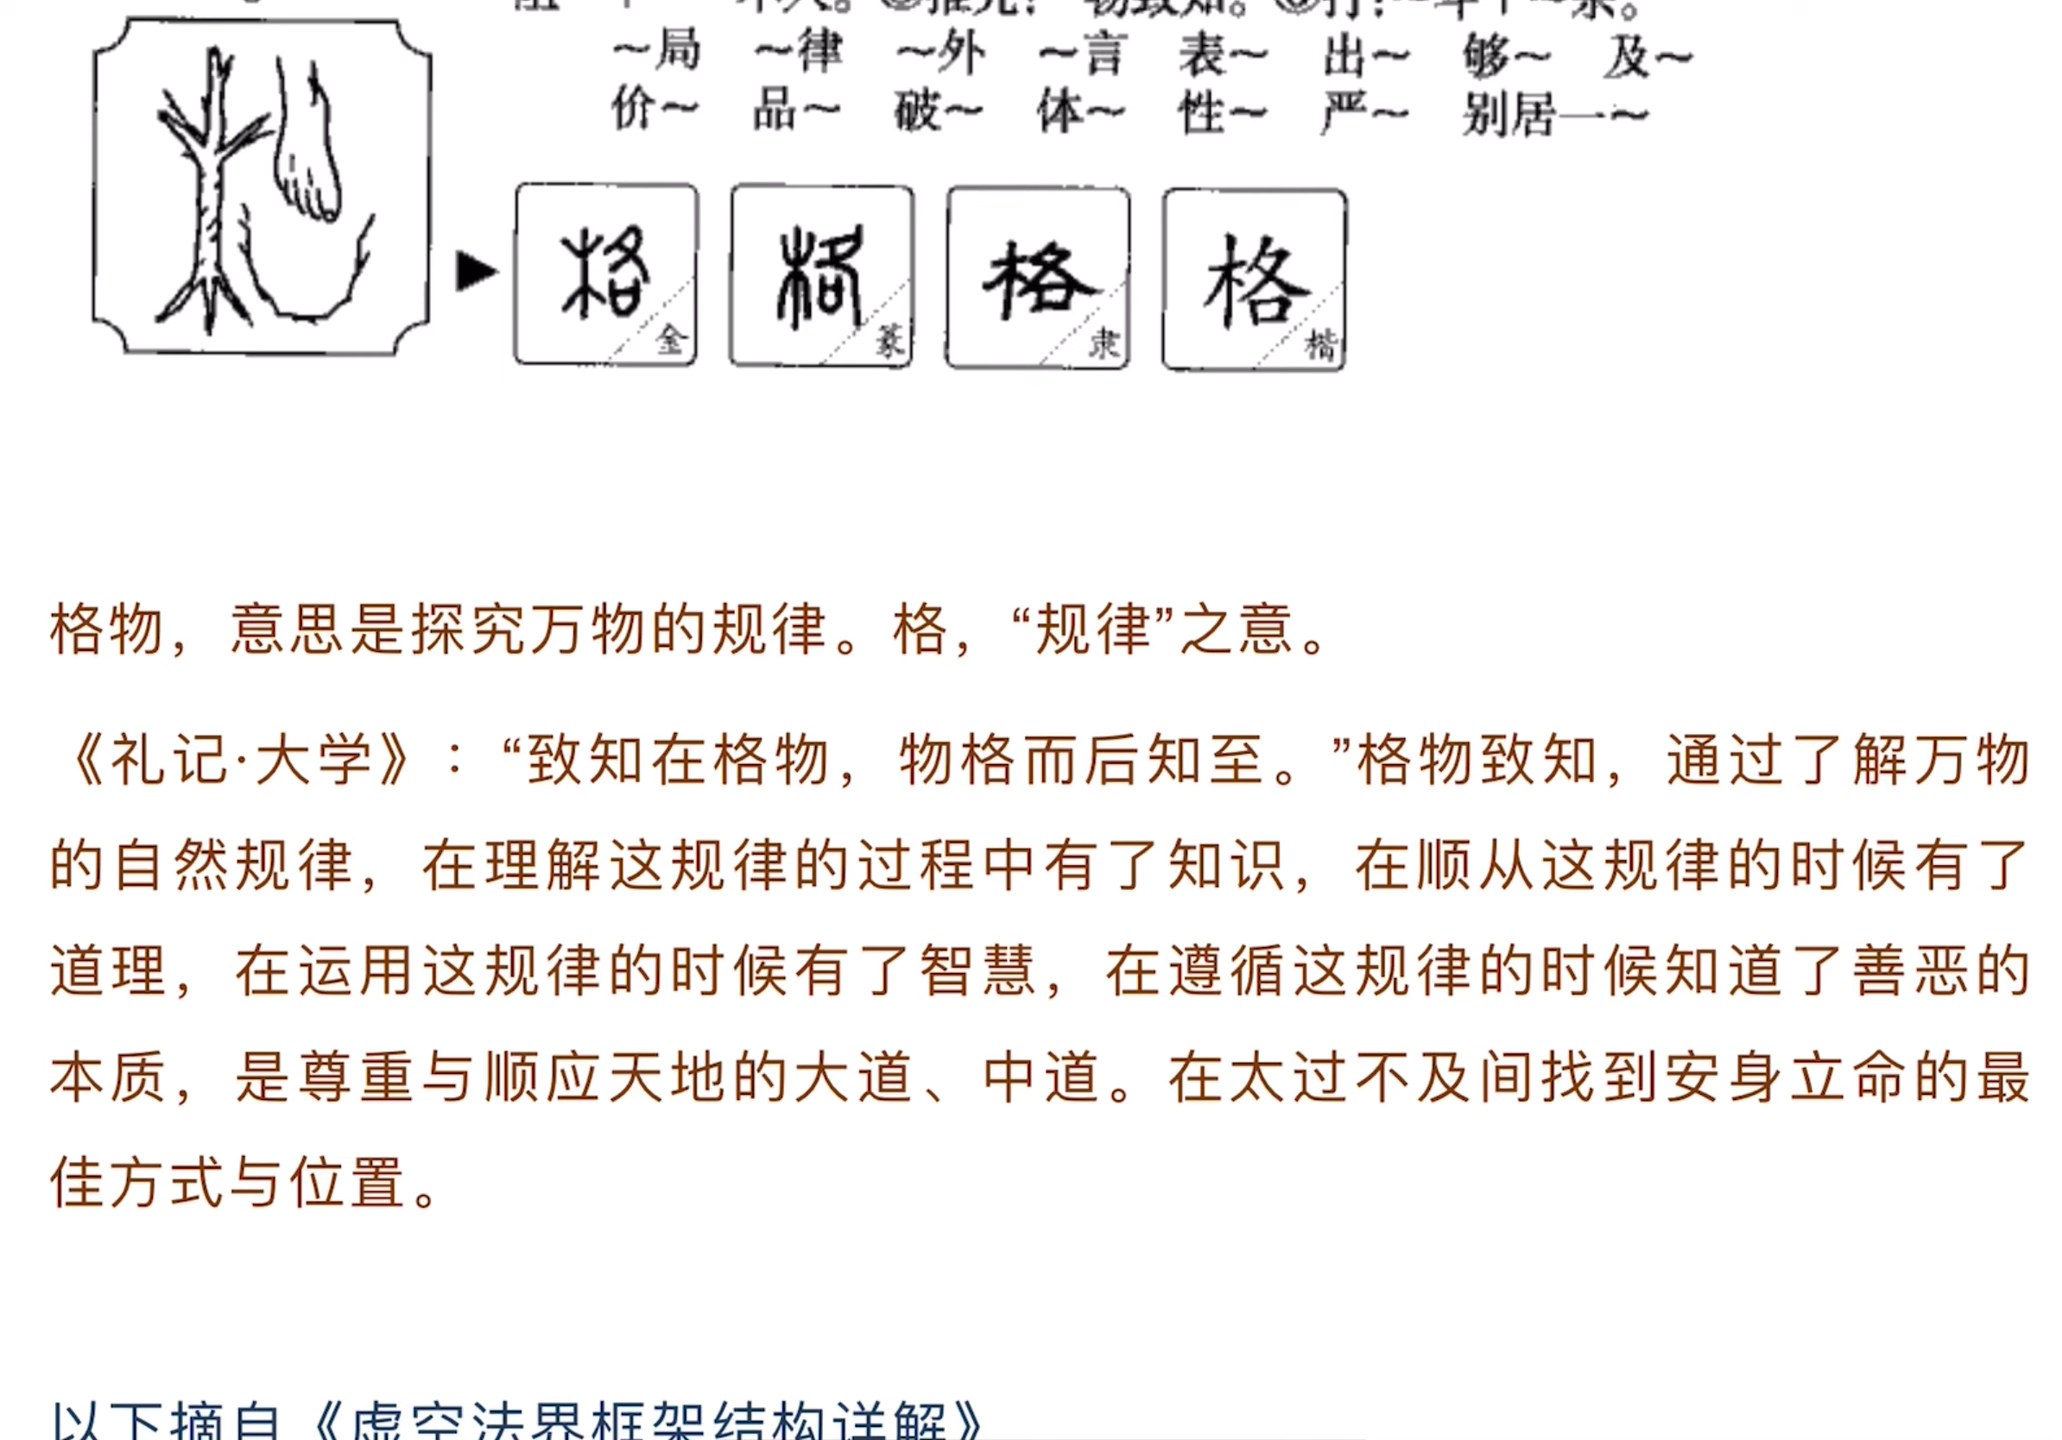 ~局 ~律 ~外 ~言 表~ 出~ 够~ 及~
价~ 品~ 破~ 体~ 性~ 严~ 别居一~
格 金 格 篆 格 隶 格 楷
格物，意思是探究万物的规律。格，“规律”之意。
《礼记·大学》：“致知在格物，物格而后知至。”格物致知，通过了解万物
的自然规律，在理解这规律的过程中有了知识，在顺从这规律的时候有了
道理，在运用这规律的时候有了智慧，在遵循这规律的时候知道了善恶的
本质，是尊重与顺应天地的大道、中道。在太过不及间找到安身立命的最
佳方式与位置。
以下摘自《虚空法界框架结构详解》